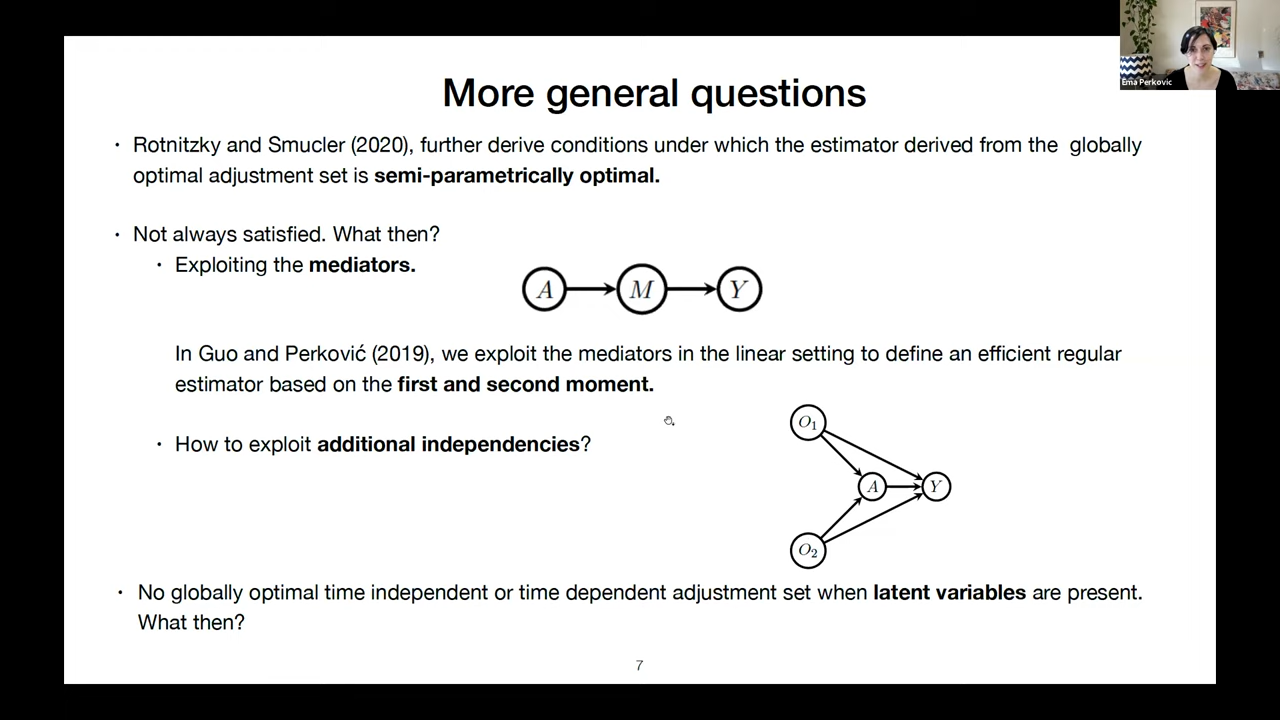 Ema Perkovic
More general questions
· Rotnitzky and Smucler (2020), further derive conditions under which the estimator derived from the globally
optimal adjustment set is semi-parametrically optimal.
· Not always satisfied. What then?
· Exploiting the mediators.
A M Y
In Guo and Perković (2019), we exploit the mediators in the linear setting to define an efficient regular
estimator based on the first and second moment.
O₁
· How to exploit additional independencies?
A Y
O₂
· No globally optimal time independent or time dependent adjustment set when latent variables are present.
What then?
7